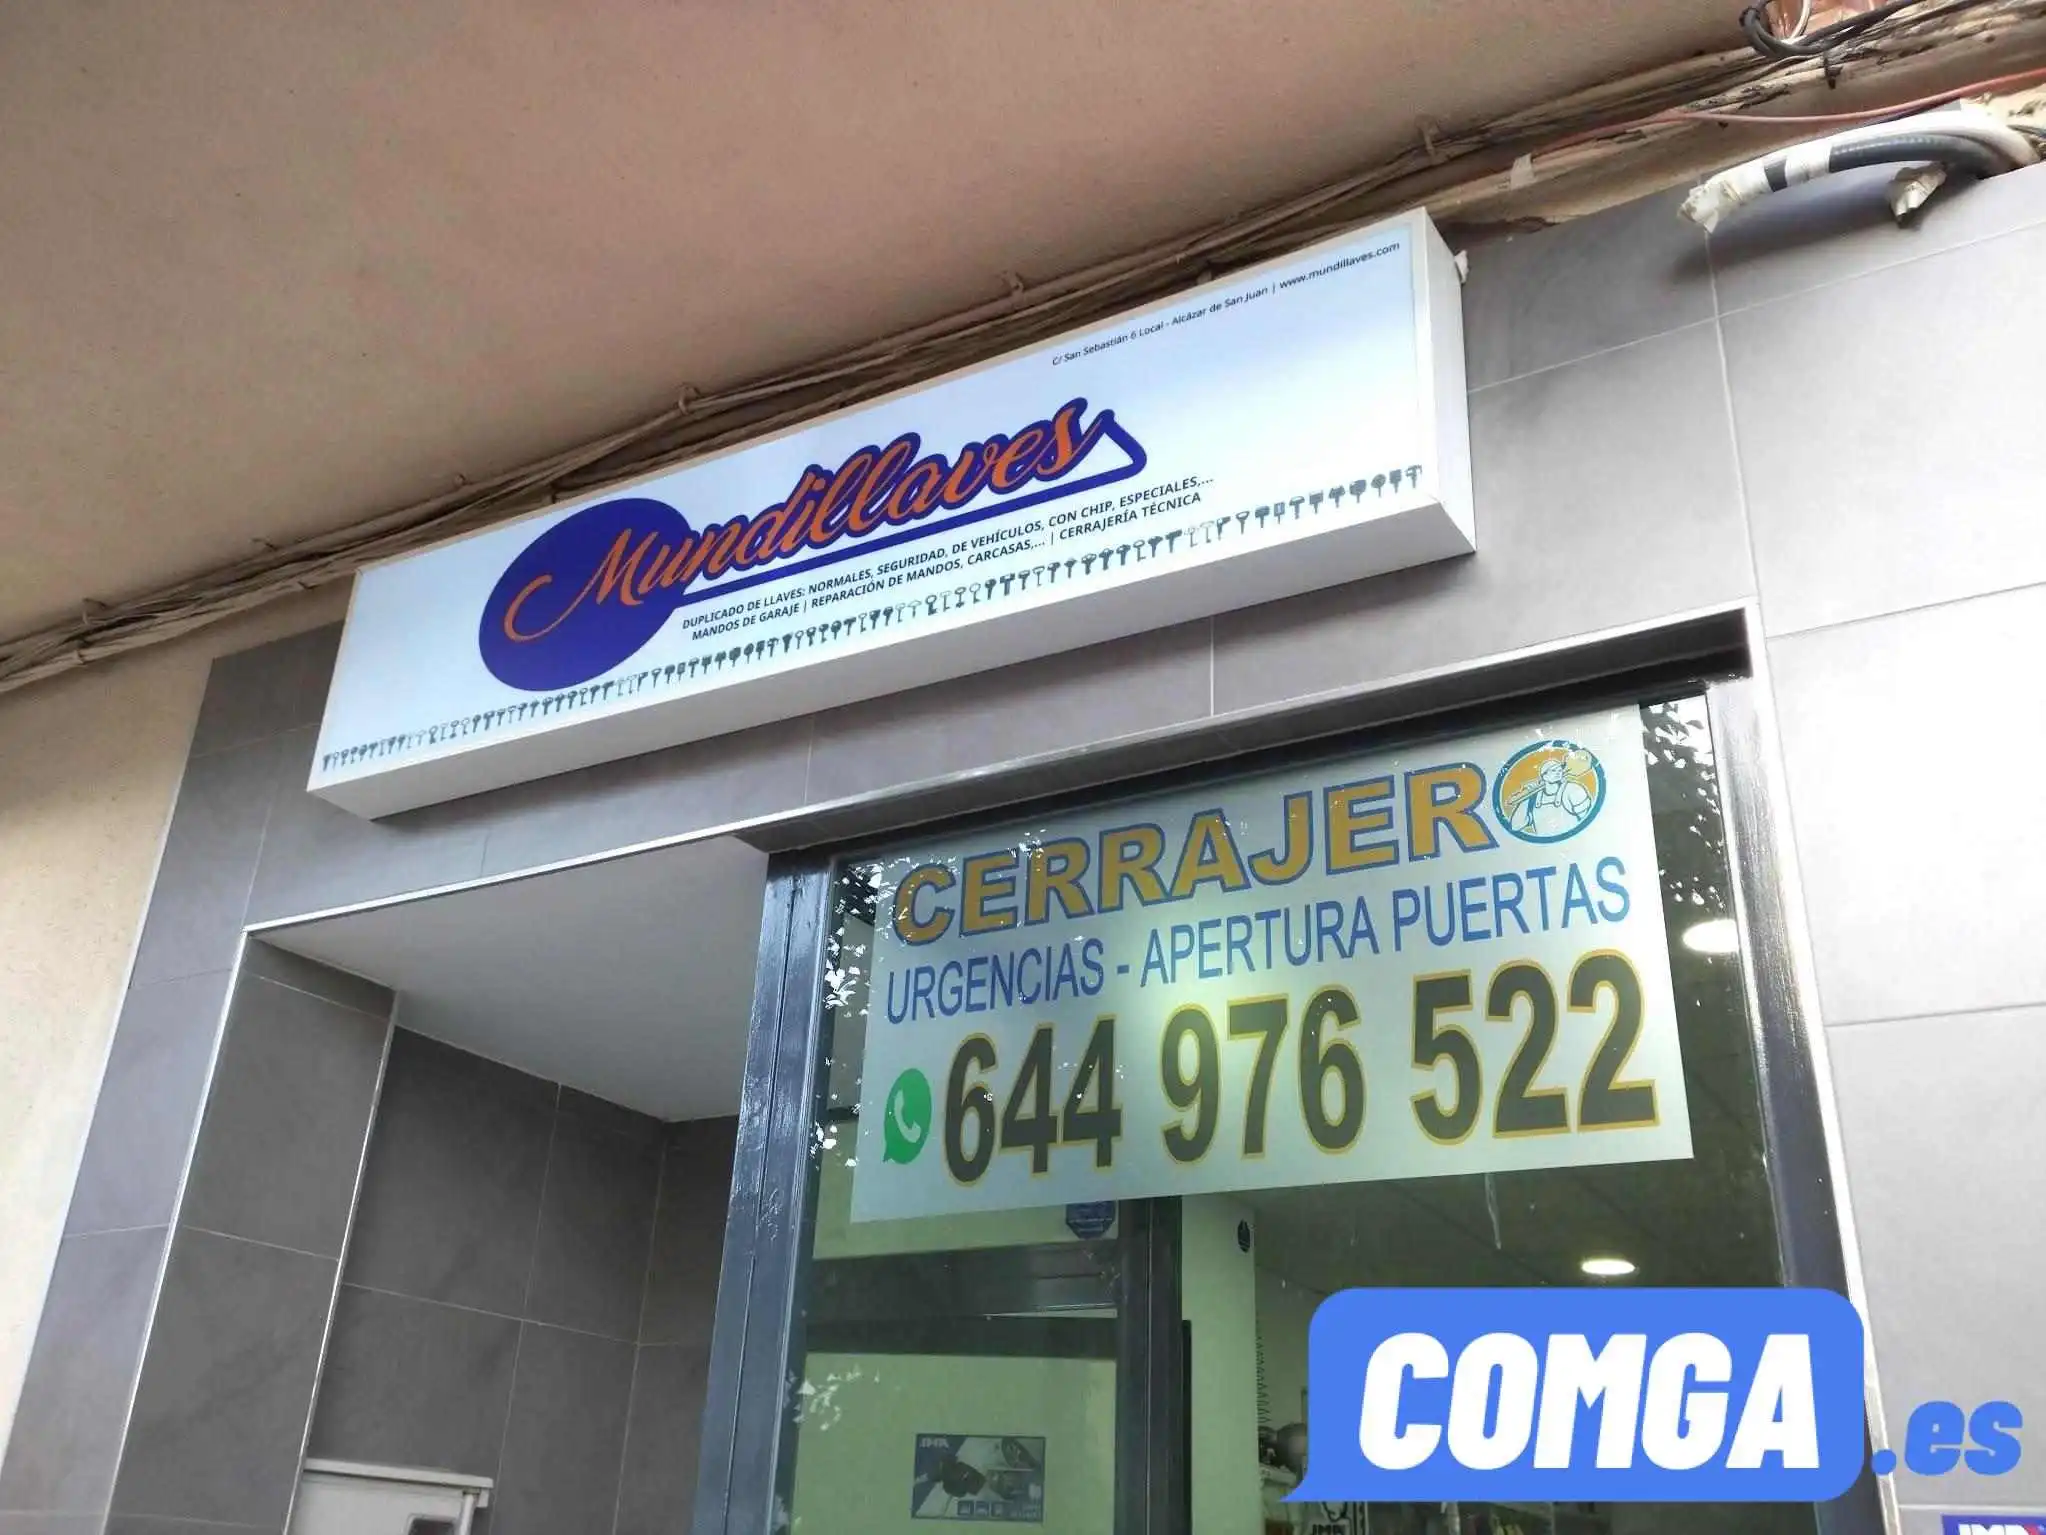 C/ San Sebastián 6 Local - Alcázar de San Juan | www.mundillaves.com
Mundillaves
DUPLICADO DE LLAVES: NORMALES, SEGURIDAD, DE VEHÍCULOS, CON CHIP, ESPECIALES,...
MANDOS DE GARAJE | REPARACIÓN DE MANDOS, CARCASAS,... | CERRAJERÍA TÉCNICA
CERRAJERO
URGENCIAS - APERTURA PUERTAS
644 976 522
JMA
JMA
COMGA.es